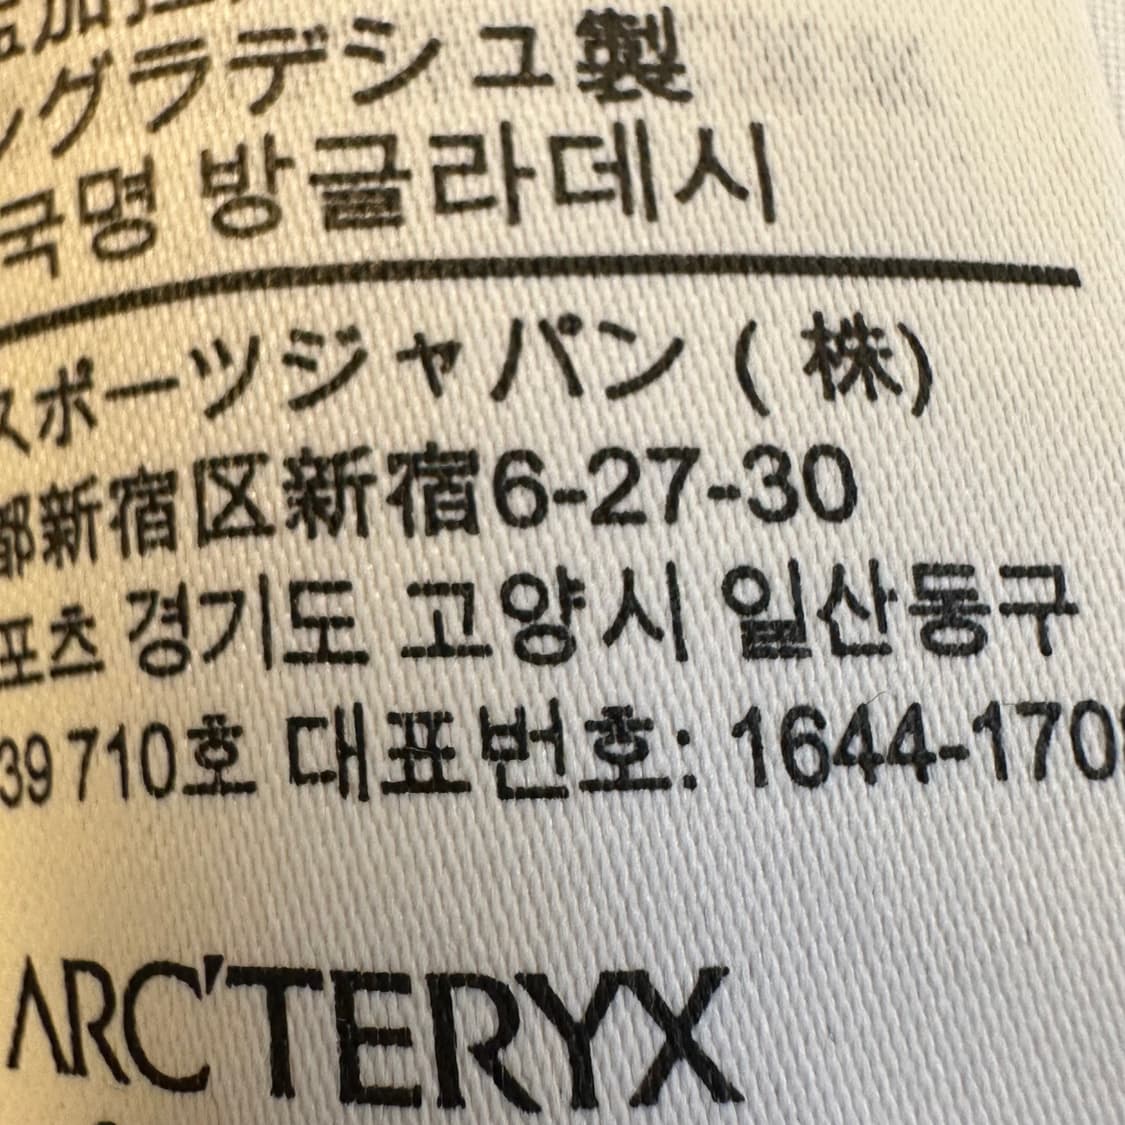 ングラデシュ製
국명 방글라데시
スポーツジャパン ( 株)
都新宿区新宿6-27-30
포츠 경기도 고양시 일산동구
39 710호 대표번호: 1644-170
ARC'TERYX